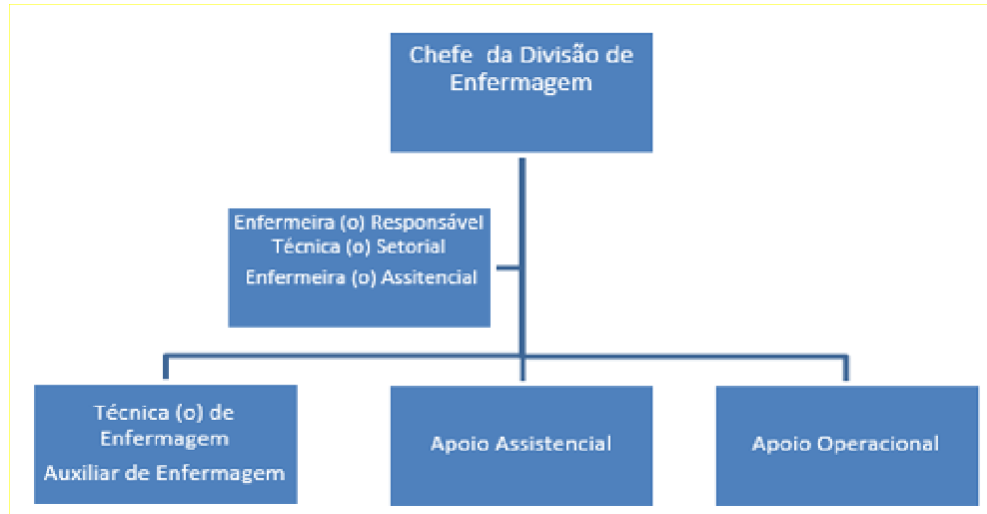 Chefe da Divisão de
Enfermagem
Enfermeira (o) Responsável
Técnica (o) Setorial
Enfermeira (o) Assitencial
Técnica (o) de
Enfermagem
Auxiliar de Enfermagem
Apoio Assistencial
Apoio Operacional